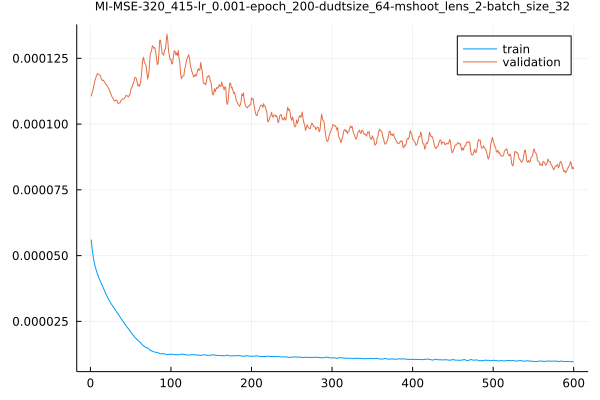 MI-MSE-320_415-lr_0.001-epoch_200-dudtsize_64-mshoot_lens_2-batch_size_32
train
validation
0.000125
0.000100
0.000075
0.000050
0.000025
0 100 200 300 400 500 600